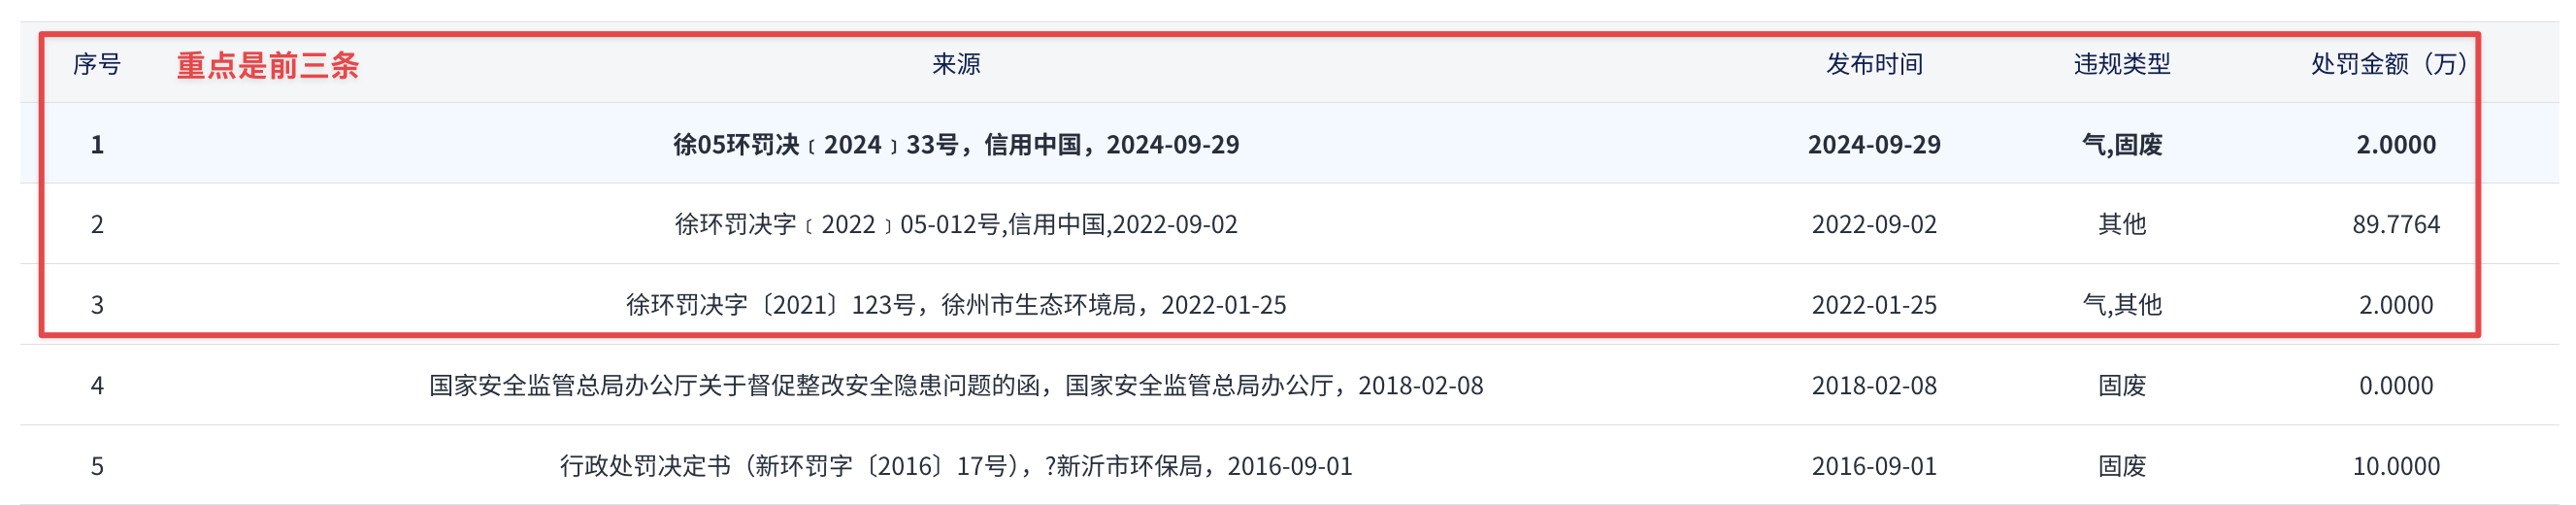 序号 重点是前三条 来源 发布时间 违规类型 处罚金额（万）
1 徐05环罚决﹝2024﹞33号，信用中国，2024-09-29 2024-09-29 气,固废 2.0000
2 徐环罚决字﹝2022﹞05-012号,信用中国,2022-09-02 2022-09-02 其他 89.7764
3 徐环罚决字〔2021〕123号，徐州市生态环境局，2022-01-25 2022-01-25 气,其他 2.0000
4 国家安全监管总局办公厅关于督促整改安全隐患问题的函，国家安全监管总局办公厅，2018-02-08 2018-02-08 固废 0.0000
5 行政处罚决定书（新环罚字〔2016〕17号），?新沂市环保局，2016-09-01 2016-09-01 固废 10.0000